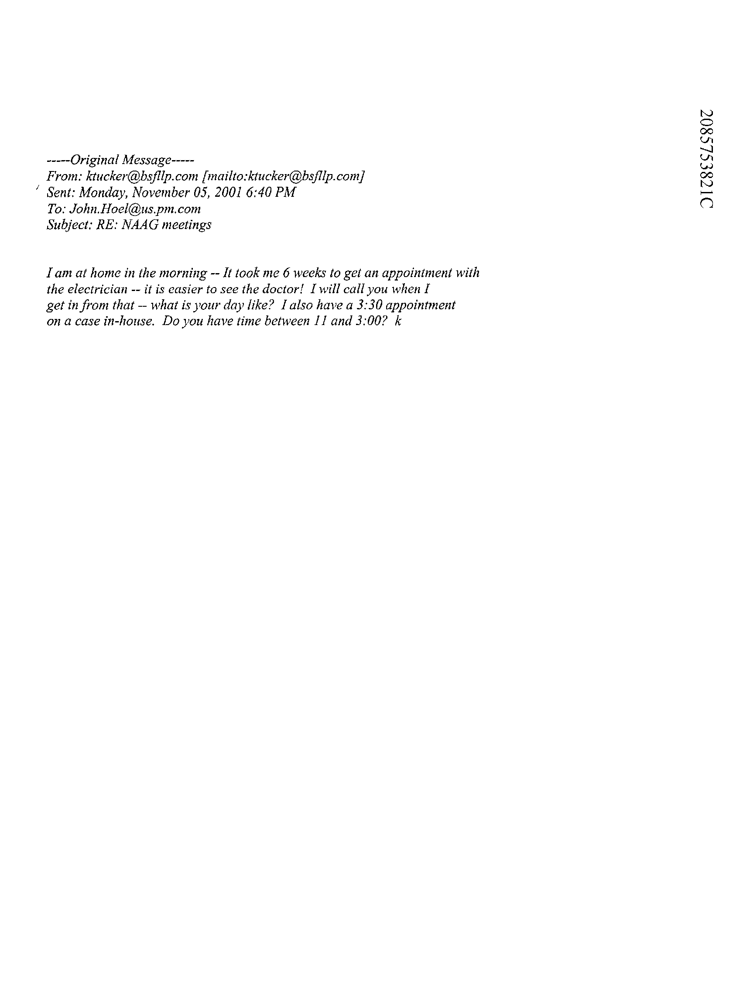 -----Original Message-----
From: ktucker@bsfllp.com [mailto:ktucker@bsfllp.com]
Sent: Monday, November 05, 2001 6:40 PM
To: John.Hoel@us.pm.com
Subject: RE: NAAG meetings
I am at home in the morning -- It took me 6 weeks to get an appointment with
the electrician -- it is easier to see the doctor! I will call you when I
get in from that -- what is your day like? I also have a 3:30 appointment
on a case in-house. Do you have time between 11 and 3:00? k
2085753821C